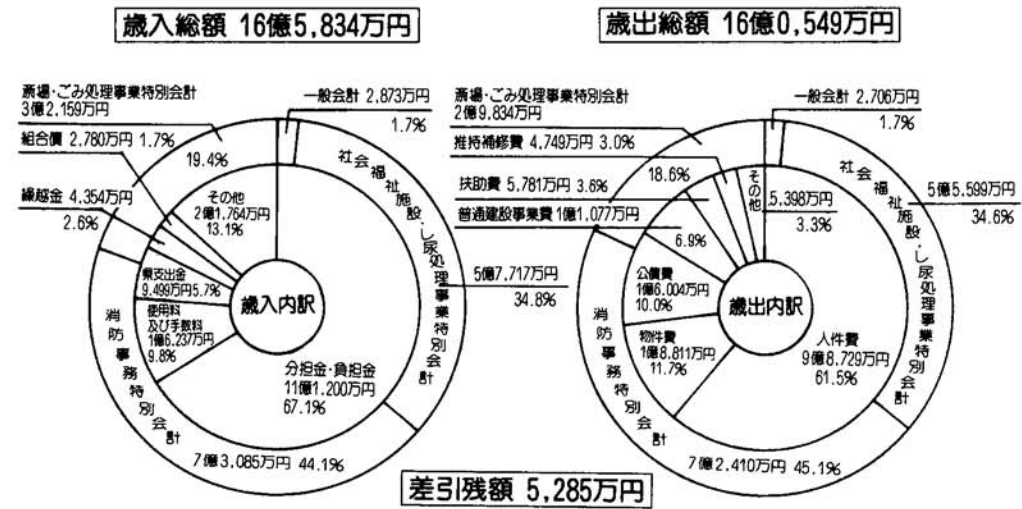 歳入総額 16億5,834万円
斎場・ごみ処理事業特別会計
3億2,159万円
19.4%
一般会計 2,873万円
1.7%
組合債 2,780万円 1.7%
繰越金 4,354万円
2.6%
その他
2億1,764万円
13.1%
県支出金
9,499万円5.7%
使用料
及び手数料
1億6,237万円
9.8%
歳入内訳
分担金・負担金
11億1,200万円
67.1%
社会福祉施設・し尿処理事業特別会計
5億7,717万円
34.8%
消防事務特別会計
7億3,085万円 44.1%
歳出総額 16億0,549万円
斎場・ごみ処理事業特別会計
2億9,834万円
18.6%
一般会計 2,706万円
1.7%
維持補修費 4,749万円 3.0%
扶助費 5,781万円 3.6%
普通建設事業費 1億1,077万円
6.9%
その他
5,398万円
3.3%
公債費
1億6,004万円
10.0%
物件費
1億8,811万円
11.7%
歳出内訳
人件費
9億8,729万円
61.5%
社会福祉施設・し尿処理事業特別会計
5億5,599万円
34.6%
消防事務特別会計
7億2,410万円 45.1%
差引残額 5,285万円